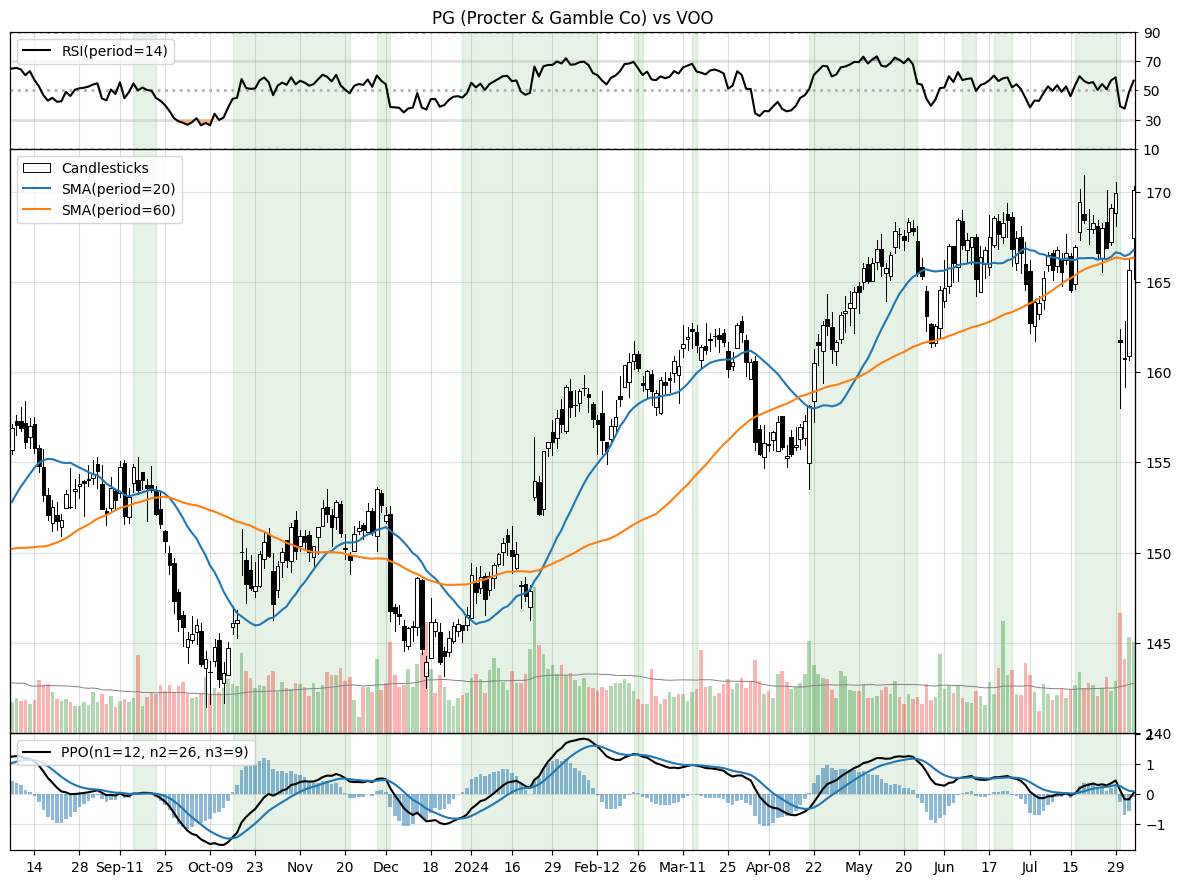 PG (Procter & Gamble Co) vs VOO
RSI(period=14)
90
70
50
30
10
Candlesticks
SMA(period=20)
SMA(period=60)
170
165
160
155
150
145
140
PPO(n1=12, n2=26, n3=9)
2
1
0
−1
14 28 Sep-11 25 Oct-09 23 Nov 20 Dec 18 2024 16 29 Feb-12 26 Mar-11 25 Apr-08 22 May 20 Jun 17 Jul 15 29